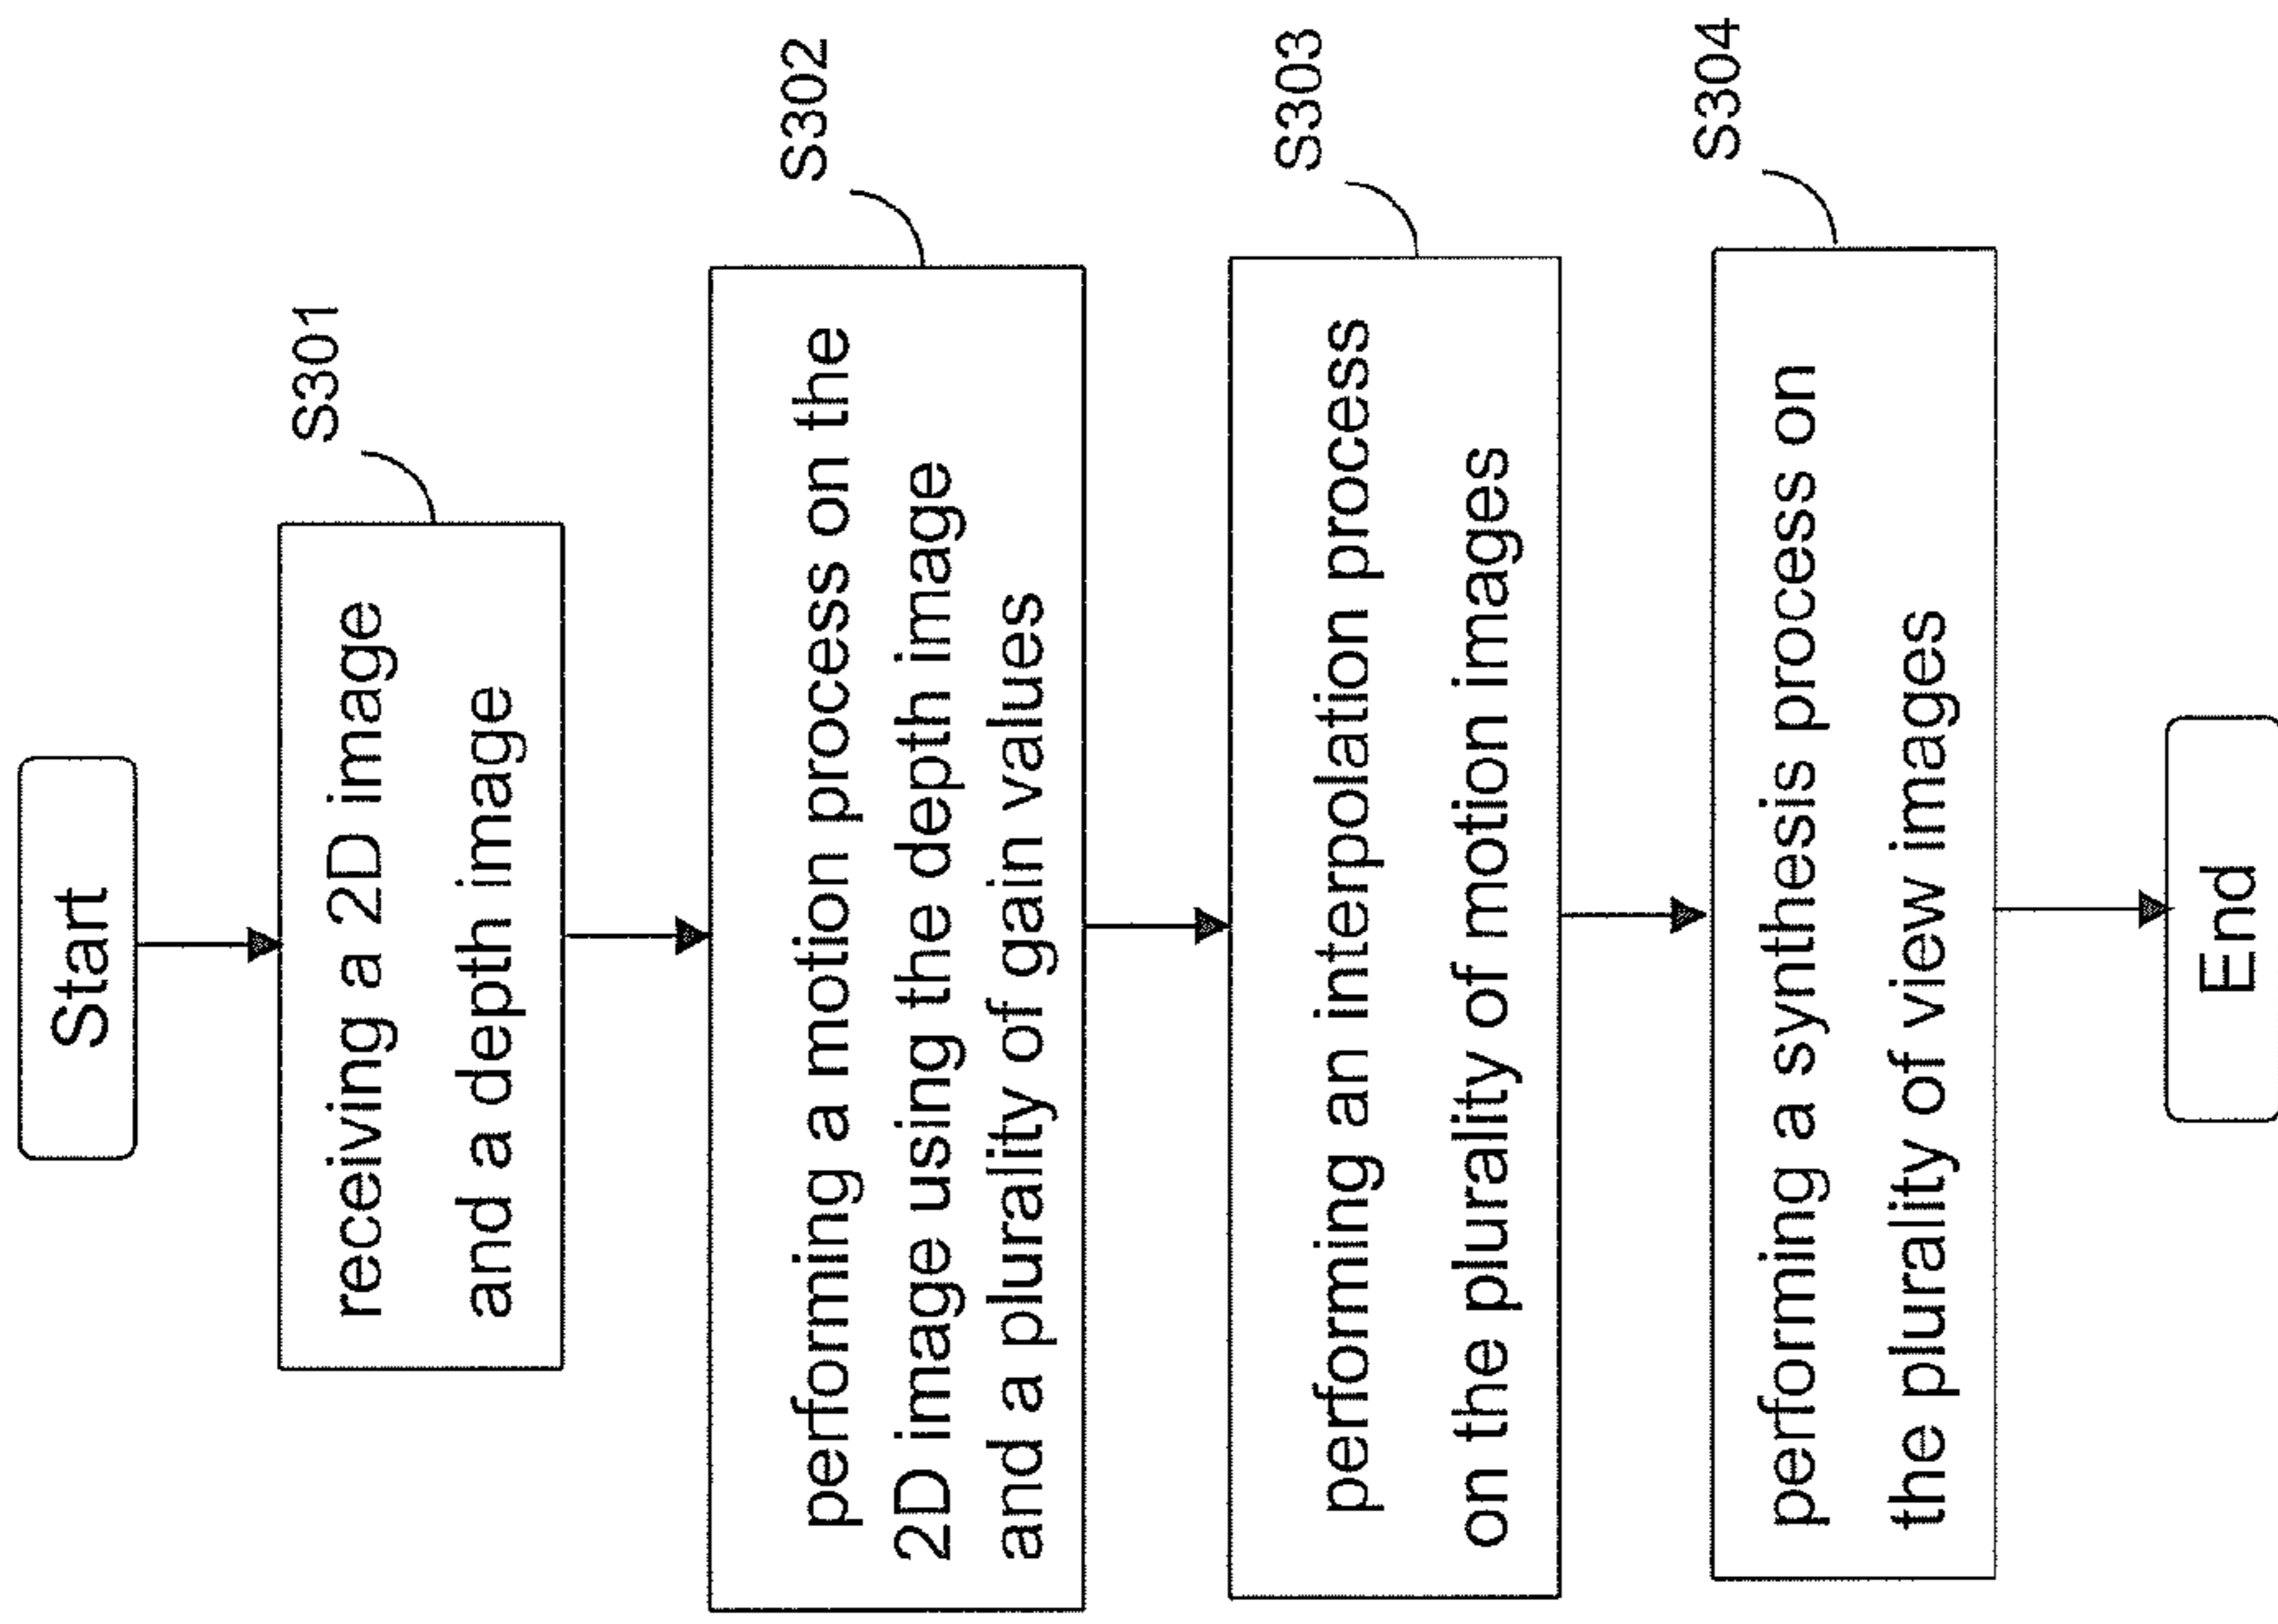 Start
S301
receiving a 2D image
and a depth image
S302
performing a motion process on the
2D image using the depth image
and a plurality of gain values
S303
performing an interpolation process
on the plurality of motion images
S304
performing a synthesis process on
the plurality of view images
End